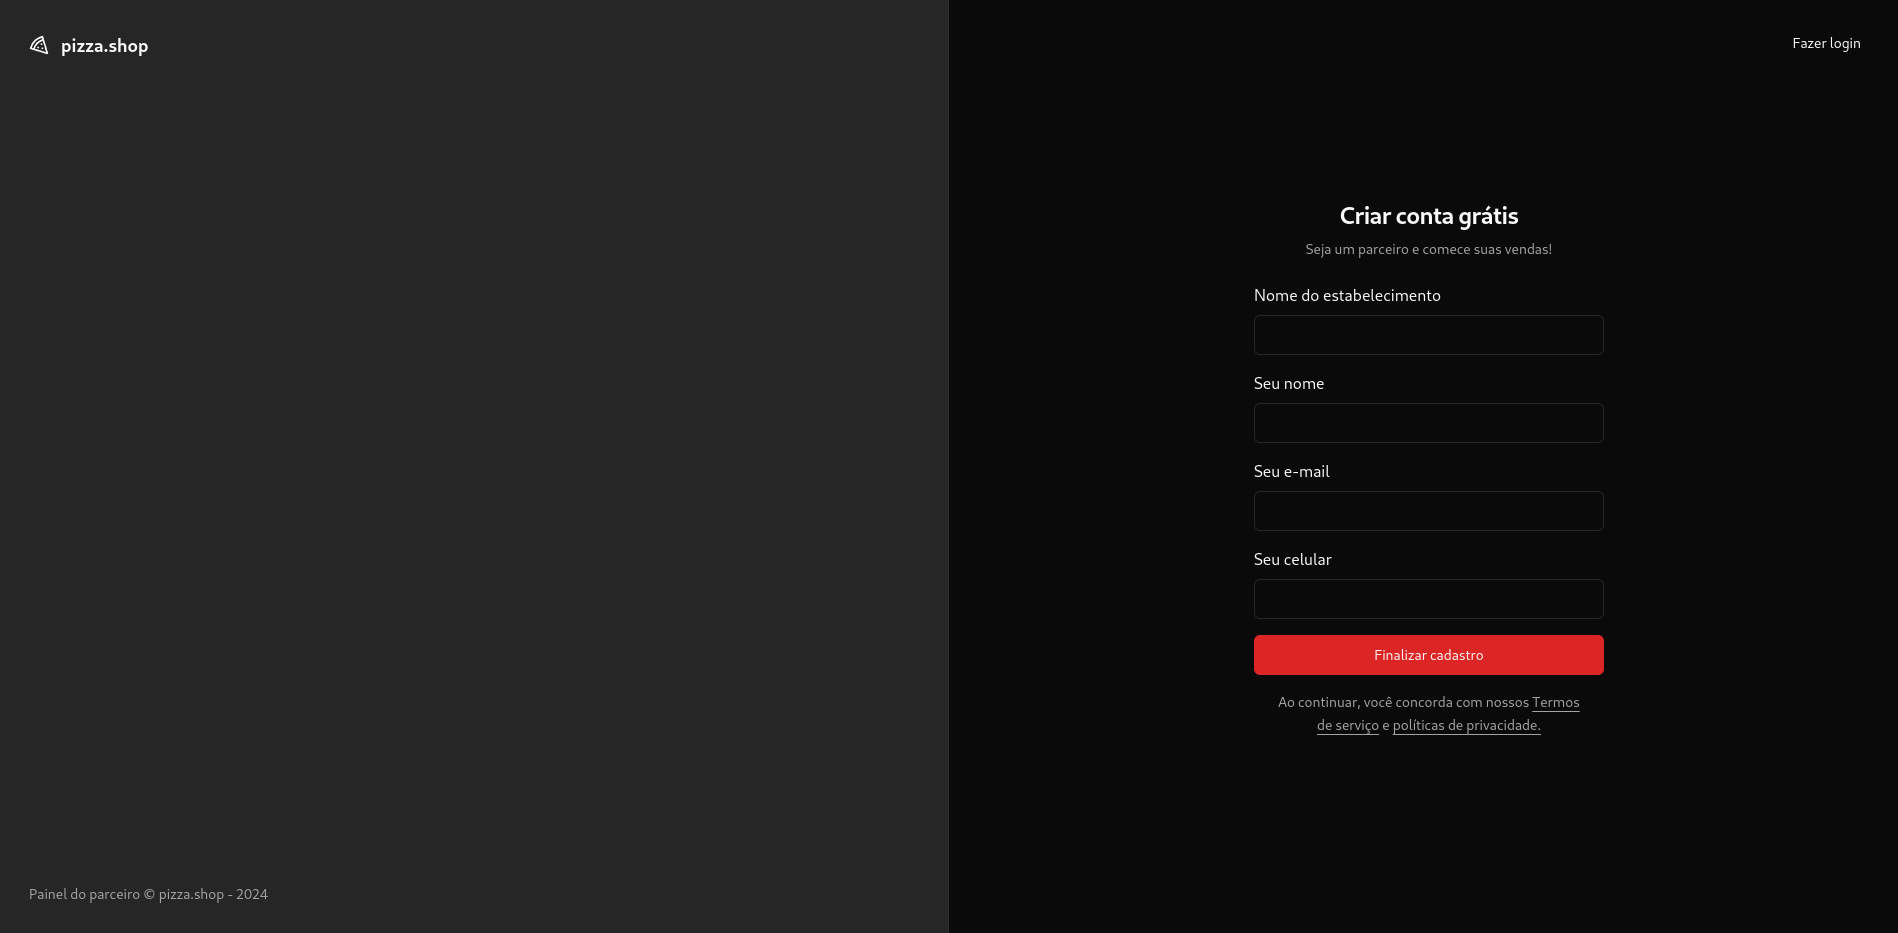 pizza.shop
Fazer login
Criar conta grátis
Seja um parceiro e comece suas vendas!
Nome do estabelecimento
Seu nome
Seu e-mail
Seu celular
Finalizar cadastro
Ao continuar, você concorda com nossos Termos
de serviço e políticas de privacidade.
Painel do parceiro © pizza.shop - 2024